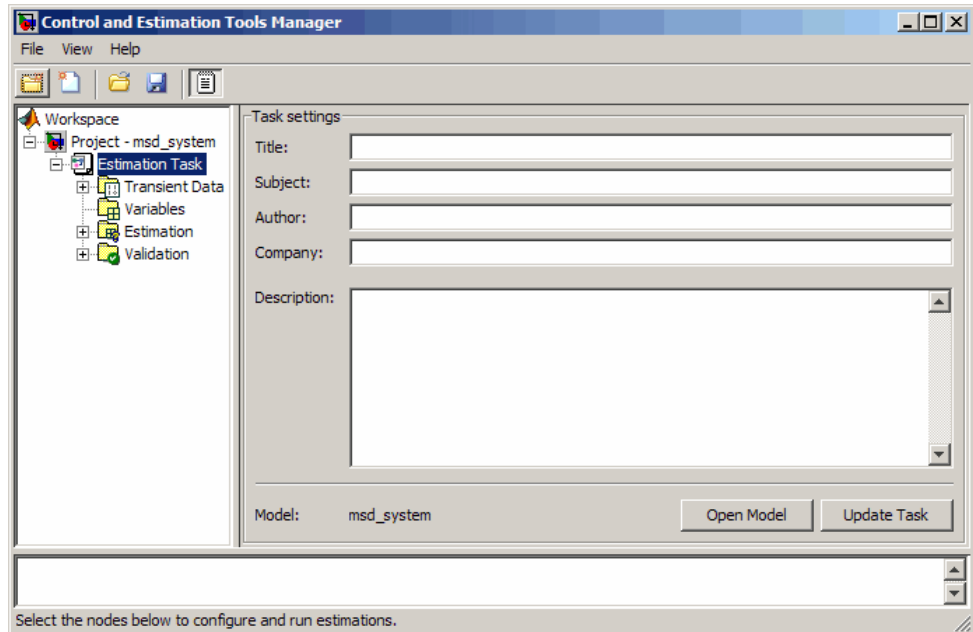 Control and Estimation Tools Manager
File View Help
Workspace
Project - msd_system
Estimation Task
Transient Data
Variables
Estimation
Validation
Task settings
Title:
Subject:
Author:
Company:
Description:
Model: msd_system
Open Model Update Task
Select the nodes below to configure and run estimations.